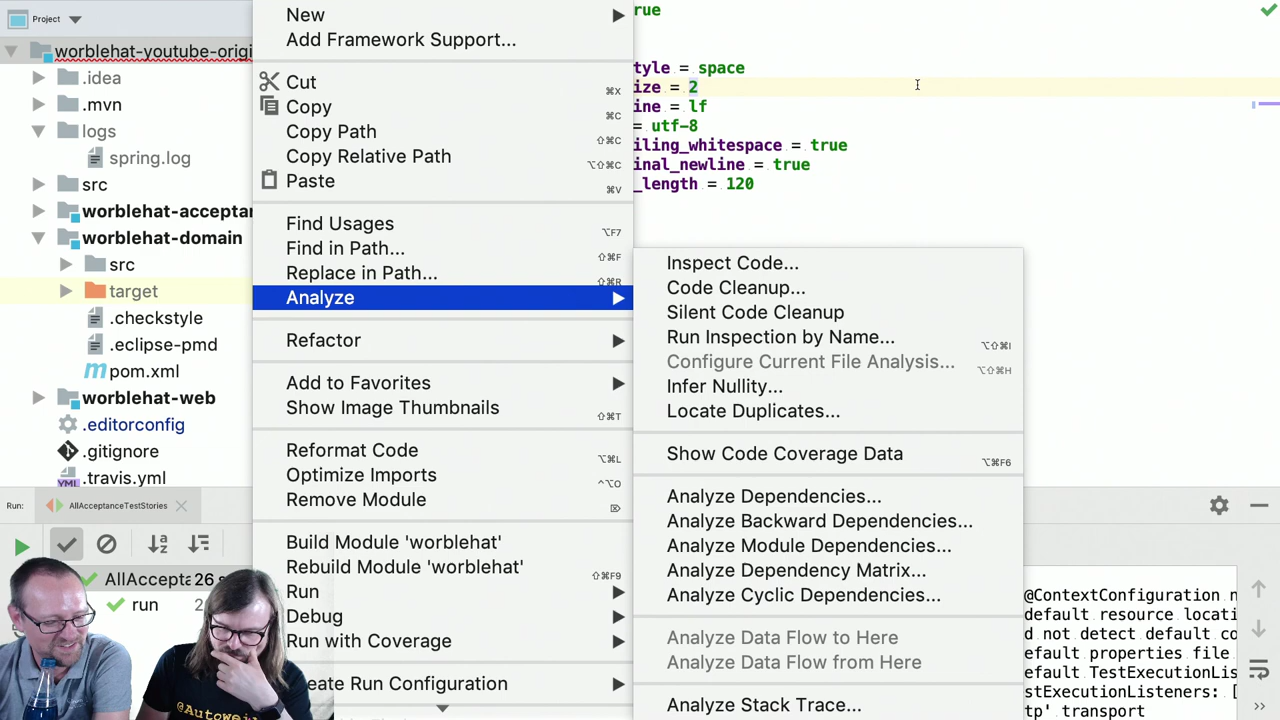 Project
worblehat-youtube-origi
.idea
.mvn
logs
spring.log
src
worblehat-acceptar
worblehat-domain
src
target
.checkstyle
.eclipse-pmd
pom.xml
worblehat-web
.editorconfig
.gitignore
YML .travis.yml
New
Add Framework Support...
Cut ⌘X
Copy ⌘C
Copy Path ⇧⌘C
Copy Relative Path ⌥⇧⌘C
Paste ⌘V
Find Usages ⌥F7
Find in Path... ⇧⌘F
Replace in Path... ⇧⌘R
Analyze
Refactor
Add to Favorites
Show Image Thumbnails ⇧⌘T
Reformat Code ⌥⌘L
Optimize Imports ^⌥O
Remove Module ⌦
Build Module 'worblehat'
Rebuild Module 'worblehat' ⇧⌘F9
Run
Debug
Run with Coverage
eate Run Configuration
rue
tyle = space
ize = 2
ine = lf
= utf-8
iling_whitespace = true
inal_newline = true
_length = 120
Inspect Code...
Code Cleanup...
Silent Code Cleanup
Run Inspection by Name... ⌥⇧⌘I
Configure Current File Analysis... ⌥⇧⌘H
Infer Nullity...
Locate Duplicates...
Show Code Coverage Data ⌥⌘F6
Analyze Dependencies...
Analyze Backward Dependencies...
Analyze Module Dependencies...
Analyze Dependency Matrix...
Analyze Cyclic Dependencies...
Analyze Data Flow to Here
Analyze Data Flow from Here
Analyze Stack Trace...
Run: AllAcceptanceTestStories
AllAccepta 26 s
run 2
@ContextConfiguration n
default resource locati
d not detect default co
efault properties file
efault TestExecutionLis
stExecutionListeners: [
tp' transport
@Autowei